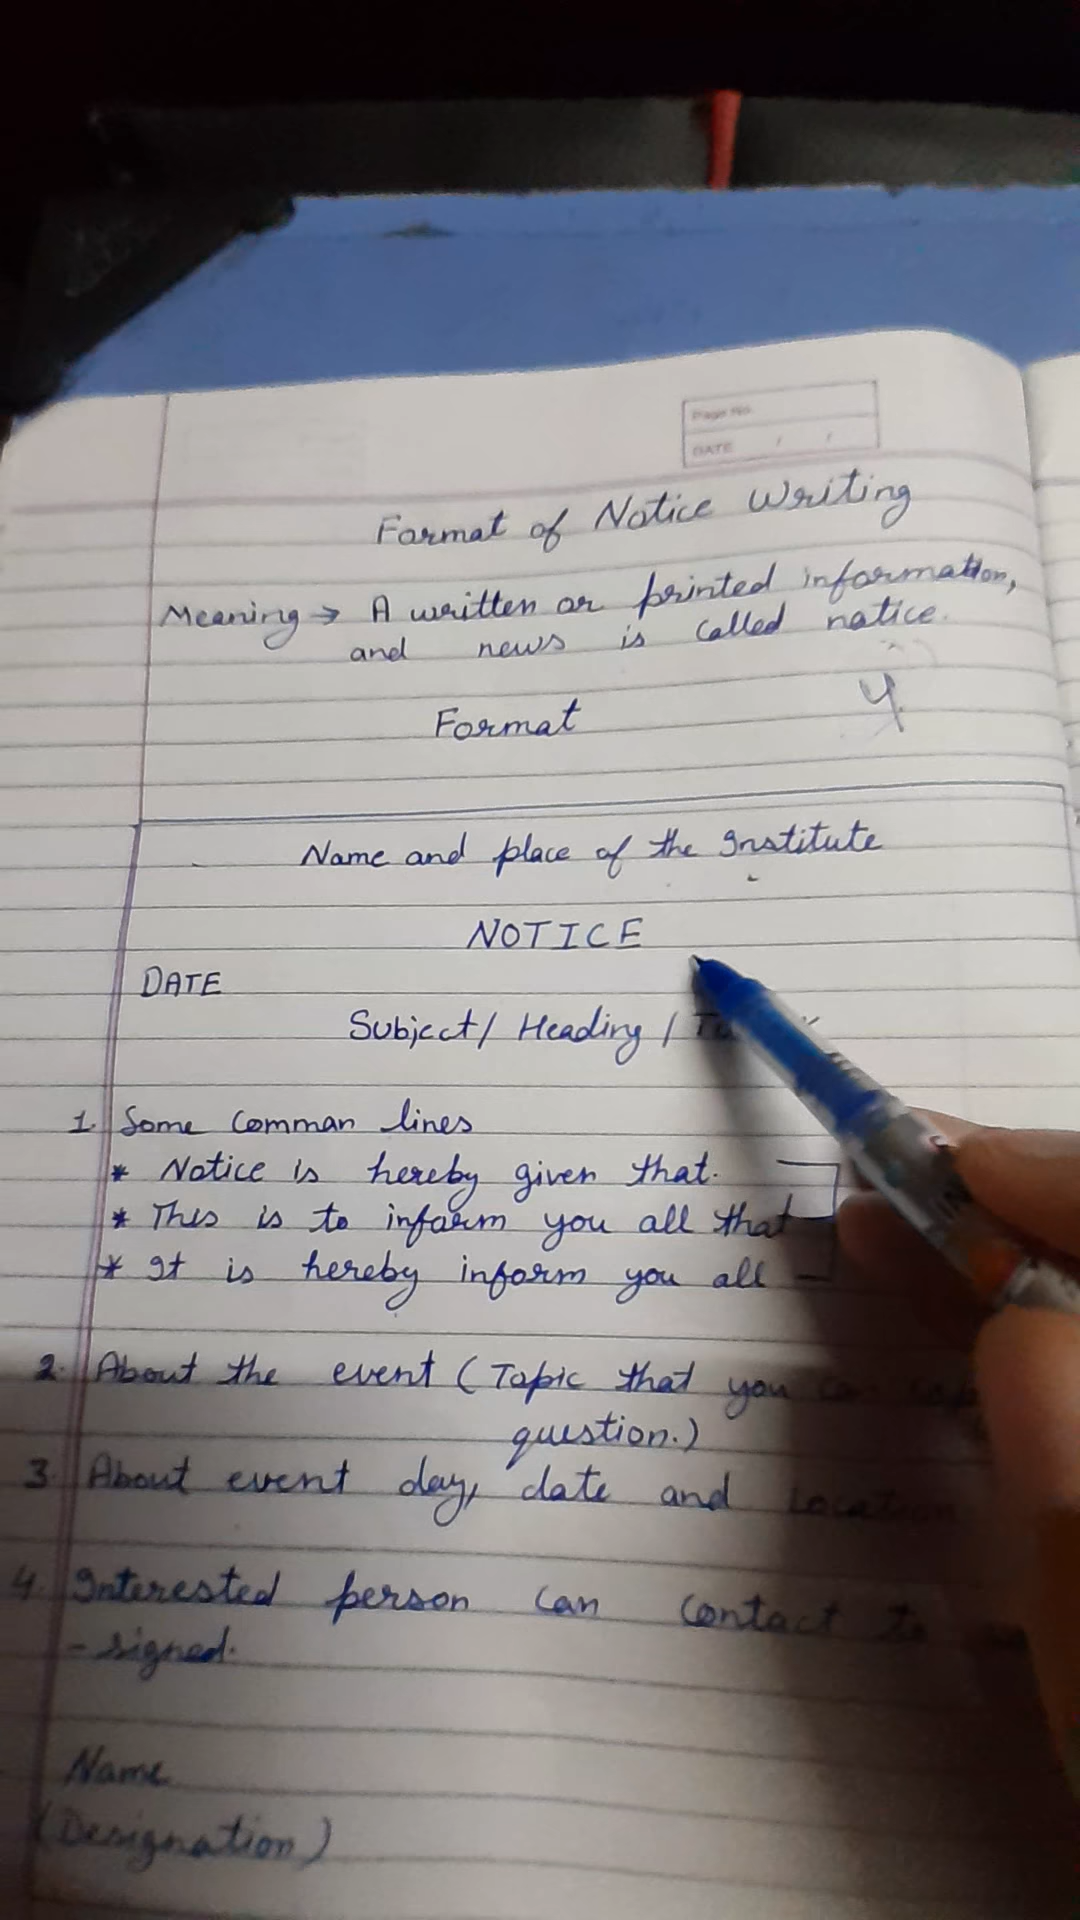 Page No.
DATE / /
Format of Notice Writing
Meaning → A written or printed information,
and news is called notice.
Format
4
Name and place of the Institute
NOTICE
DATE
Subject/ Heading /
1. Some Comman lines
* Notice is hereby given that.
* This is to inform you all that
* It is hereby inform you all
2. About the event (Topic that you can
question.)
3. About event day, date and Location
4. Interested person can contact to
- signed.
Name
(Designation)